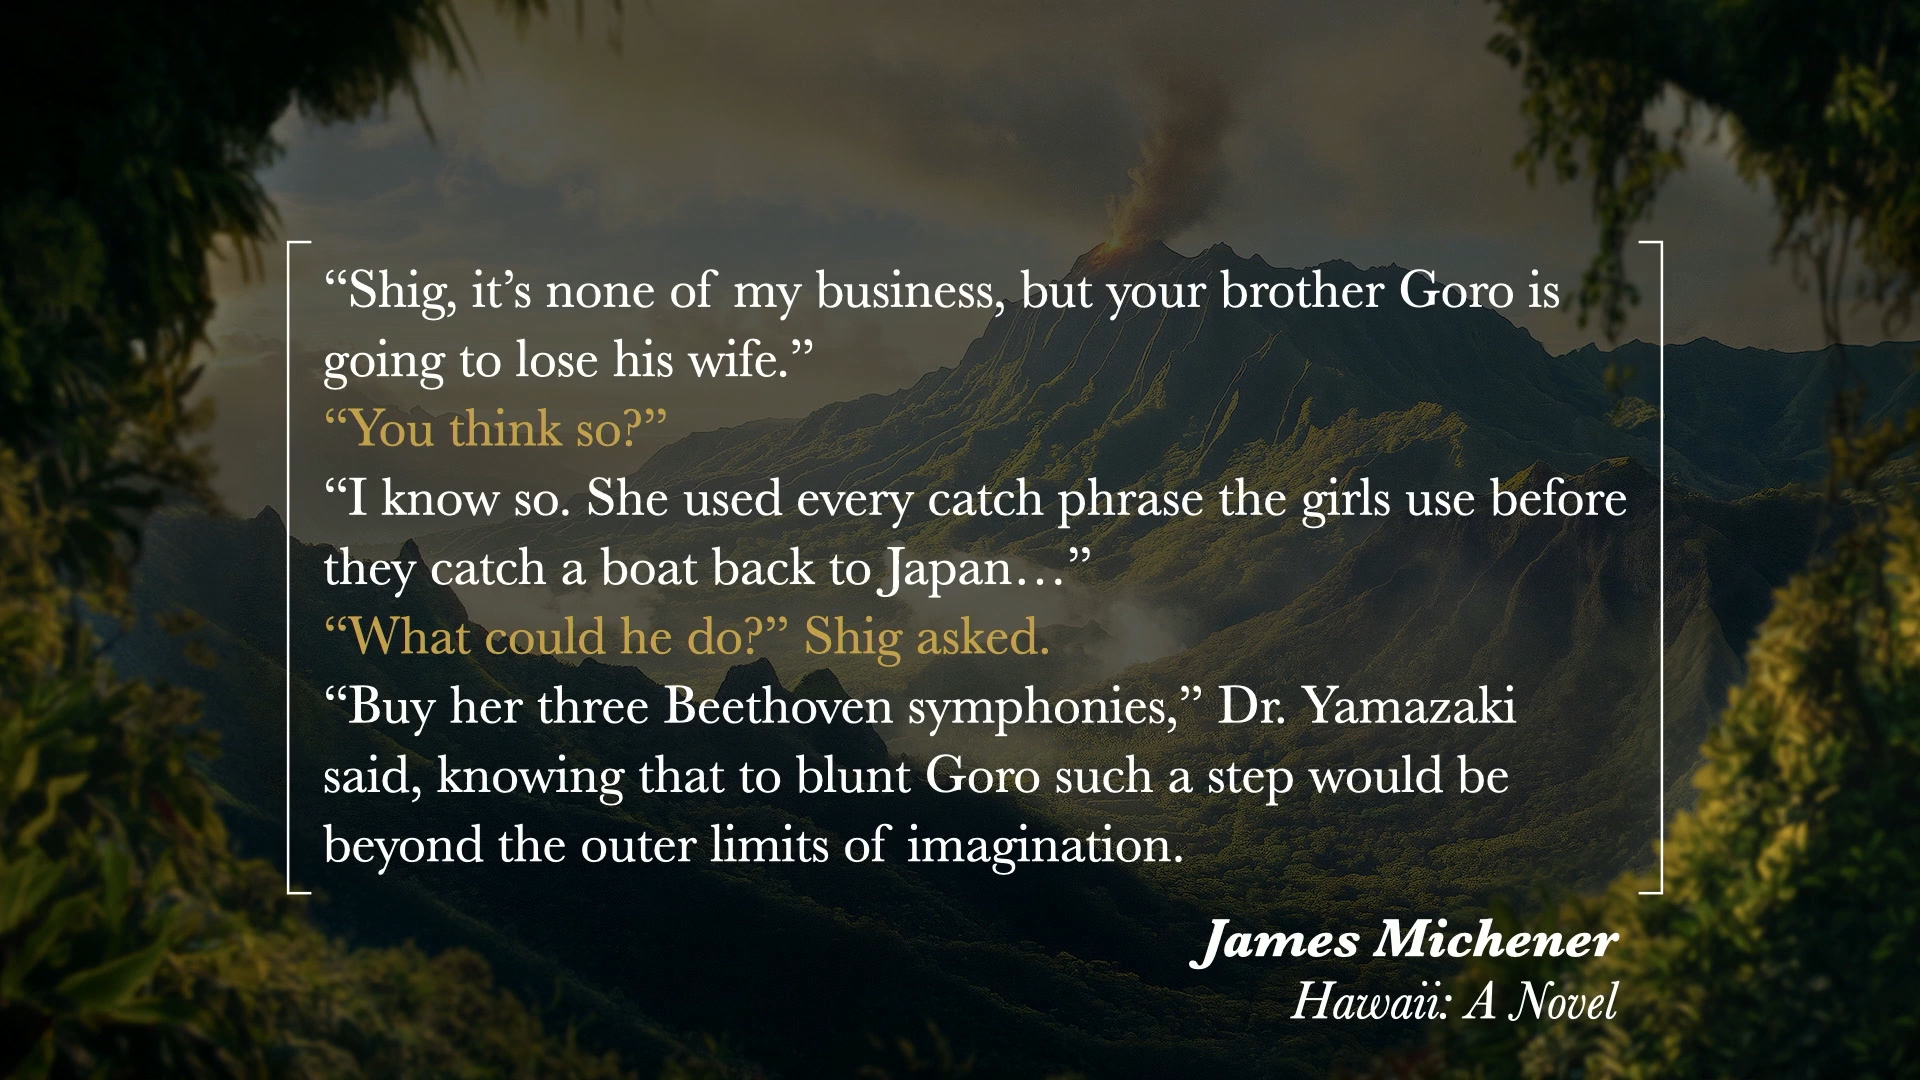 “Shig, it’s none of my business, but your brother Goro is
going to lose his wife.”
“You think so?”
“I know so. She used every catch phrase the girls use before
they catch a boat back to Japan…”
“What could he do?” Shig asked.
“Buy her three Beethoven symphonies,” Dr. Yamazaki
said, knowing that to blunt Goro such a step would be
beyond the outer limits of imagination.
James Michener
Hawaii: A Novel